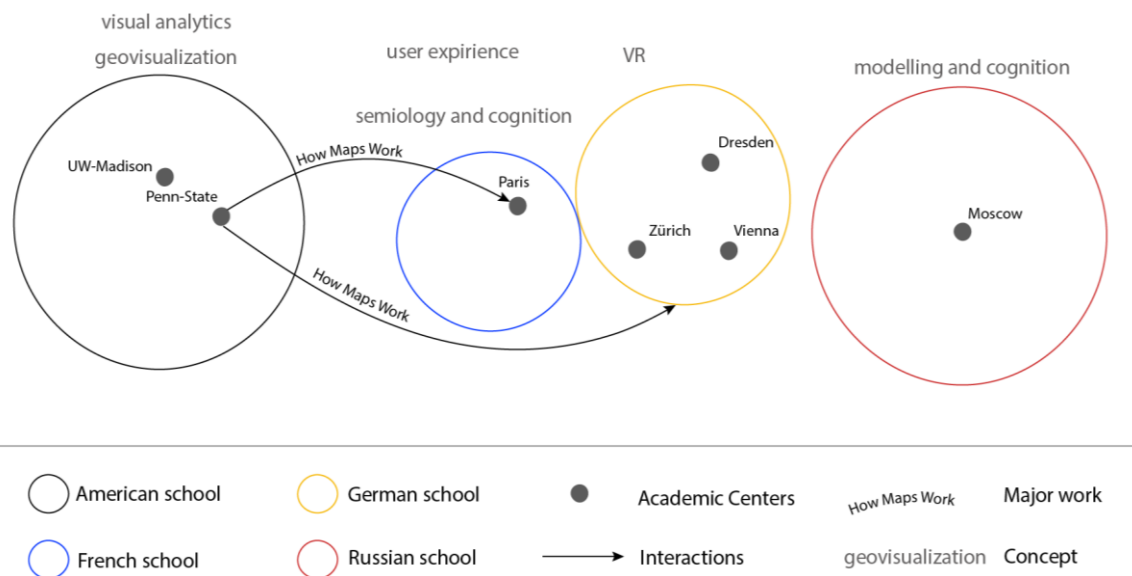 visual analytics
geovisualization
user expirience
VR
modelling and cognition
semiology and cognition
How Maps Work
UW-Madison
Penn-State
Paris
Dresden
Zürich
Vienna
Moscow
How Maps Work
American school
German school
Academic Centers
How Maps Work
Major work
French school
Russian school
Interactions
geovisualization
Concept